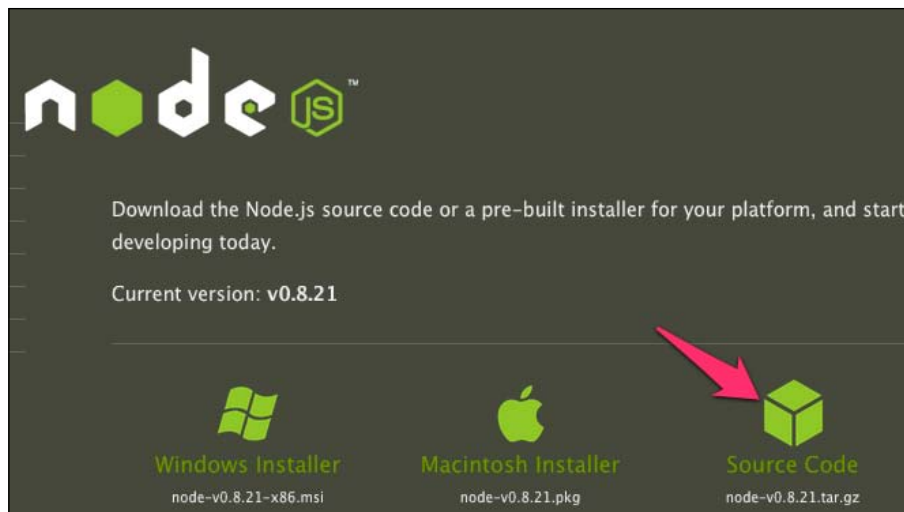 node JS™
Download the Node.js source code or a pre-built installer for your platform, and start
developing today.
Current version: v0.8.21
Windows Installer Macintosh Installer Source Code
node-v0.8.21-x86.msi node-v0.8.21.pkg node-v0.8.21.tar.gz